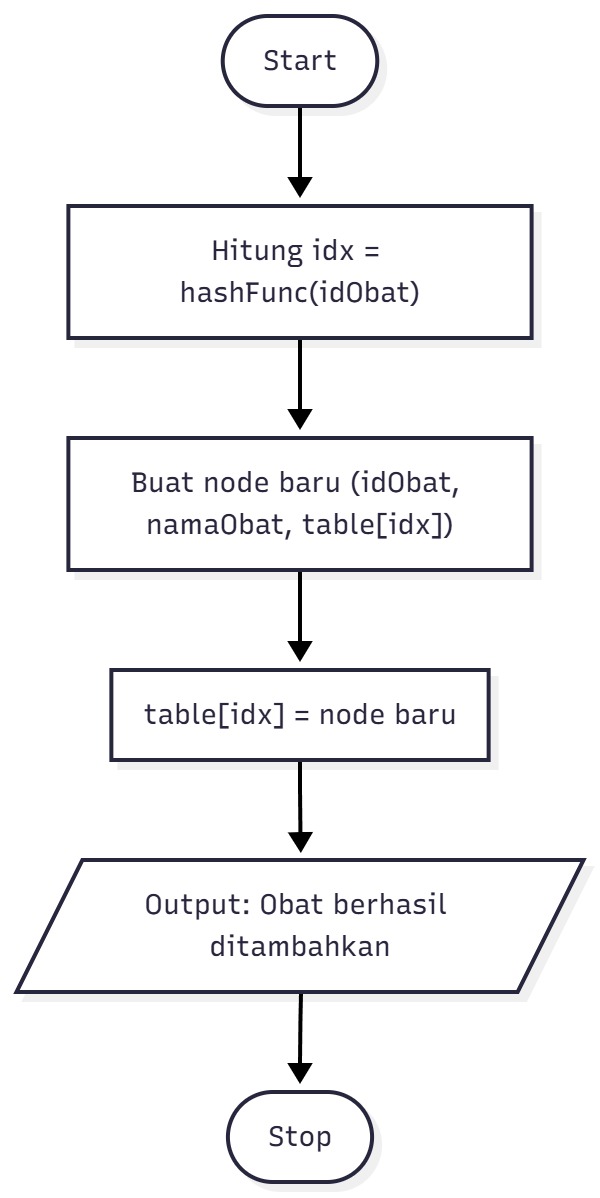 Start
Hitung idx =
hashFunc(idObat)
Buat node baru (idObat,
namaObat, table[idx])
table[idx] = node baru
Output: Obat berhasil
ditambahkan
Stop